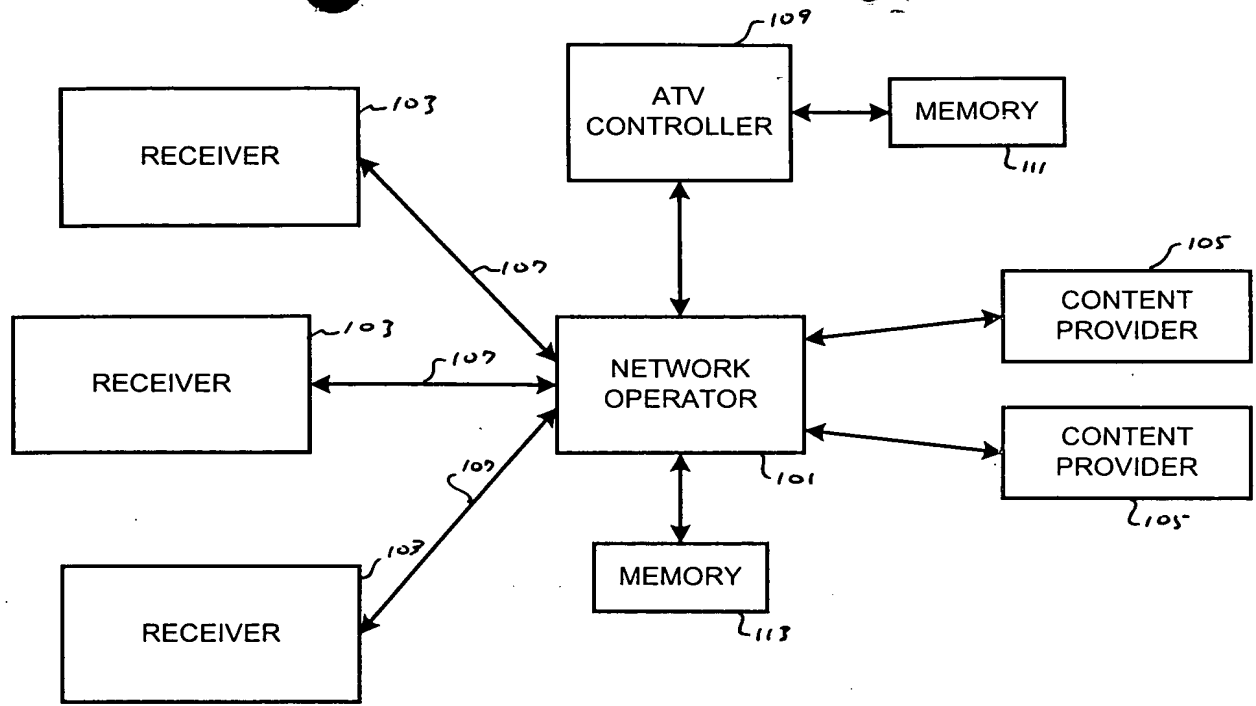 109
ATV
CONTROLLER
MEMORY
111
103
RECEIVER
107
105
CONTENT
PROVIDER
103
RECEIVER
107
NETWORK
OPERATOR
101
CONTENT
PROVIDER
105
107
103
RECEIVER
MEMORY
113